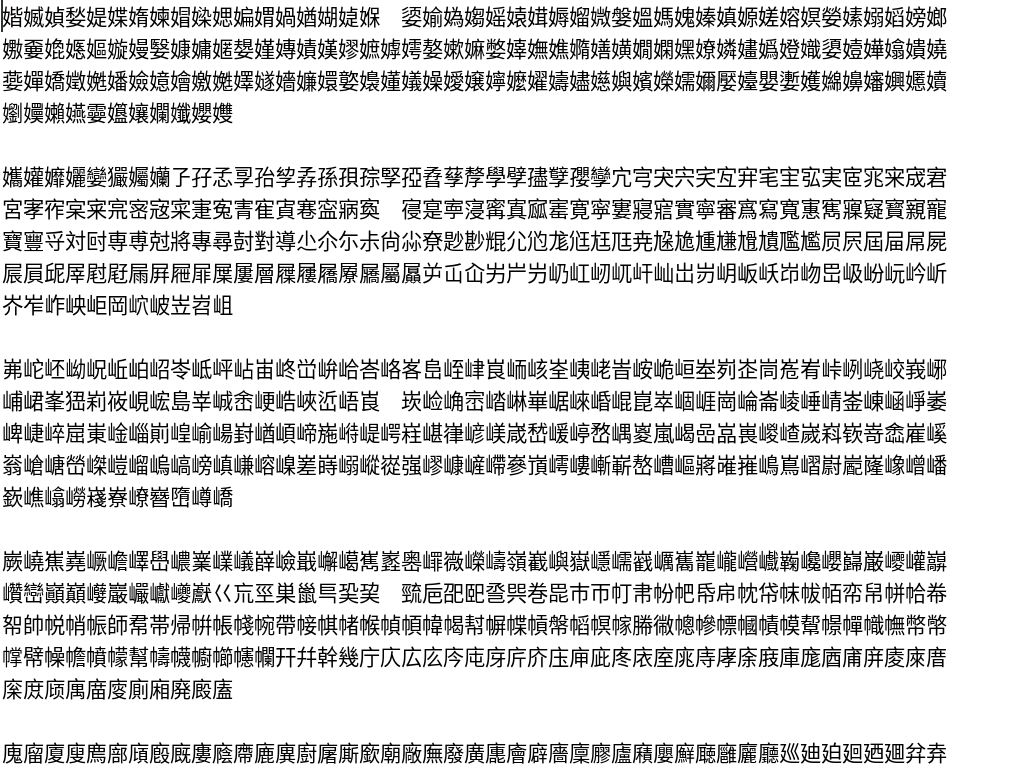 媘媙媜媝媞媟媠媡媢媣媤媥媦媧媨媩媫媬　媭媮媯媰媱媴媶媷媹媺媻媼媽媿嫀嫃嫄嫅嫆嫇嫈嫊嫋嫍嫎嫏
嫐嫑嫓嫕嫗嫙嫚嫛嫝嫞嫟嫢嫤嫥嫧嫨嫪嫬嫭嫮嫯嫰嫲嫳嫴嫵嫶嫷嫸嫹嫺嫻嫼嫽嫾嫿嬀嬁嬂嬃嬄嬅嬆嬇嬈
嬊嬋嬌嬍嬎嬏嬐嬑嬒嬓嬔嬕嬘嬙嬚嬛嬜嬝嬞嬟嬠嬡嬢嬣嬤嬥嬦嬧嬨嬩嬪嬫嬬嬭嬮嬯嬰嬱嬳嬵嬶嬸嬹嬺嬻
嬼嬽嬾嬿孁孂孃孄孅孆孇
孈孉孊孋孌孍孎孏孒孖孞孠孡孧孨孫孭孮孯孲孴孶孷學孹孻孼孾孿宂宆宊宍宎宐宑宒宔宖実宧宨宩宬宭
宮宯宱宲宷宺宻宼寀寁寃寈寉寊寋寍寎寏　寑寔寕寖寗寘寙寚寛寜寠寢寣實寧審寪寫寬寭寯寱寲寳寴寵
寶寷寽対尀専尃尅將專尋尌對導尐尒尓尗尙尛尞尟尠尡尣尦尨尩尪尫尭尮尯尰尲尳尵尶尷屃屄屆屇屌屍
屒屓屔屖屗屘屚屛屜屝屟屢層屧屨屩屪屫屬屭屰屲屳屴屵屶屷屸屻屼屽屾岀岃岄岅岆岇岉岊岋岎岏岒岓
岕岝岞岟岠岡岤岥岦岧岨
岪岮岯岰岲岴岶岹岺岻岼岾峀峂峃峅峆峇峈峉峊峌峍峎峏峐峑峓峔峕峖峗峘峚峛峜峝峞峟峠峢峣峧峩峫
峬峮峯峱峲峳峴峵島峷峸峹峺峼峽峾峿崀　崁崄崅崈崉崊崋崌崍崏崐崑崒崓崕崗崘崙崚崜崝崟崠崡崢崣
崥崨崪崫崬崯崰崱崲崳崵崶崷崸崹崺崻崼崿嵀嵁嵂嵃嵄嵅嵆嵈嵉嵍嵎嵏嵐嵑嵒嵓嵔嵕嵖嵗嵙嵚嵜嵞嵟嵠
嵡嵢嵣嵤嵥嵦嵧嵨嵪嵭嵮嵰嵱嵲嵳嵵嵶嵷嵸嵹嵺嵻嵼嵽嵾嵿嶀嶁嶃嶄嶅嶆嶇嶈嶉嶊嶋嶌嶍嶎嶏嶐嶑嶒嶓
嶔嶕嶖嶗嶘嶚嶛嶜嶞嶟嶠
嶡嶢嶣嶤嶥嶦嶧嶨嶩嶪嶫嶬嶭嶮嶯嶰嶱嶲嶳嶴嶵嶶嶸嶹嶺嶻嶼嶽嶾嶿巀巁巂巃巄巆巇巈巉巊巋巌巎巏巐
巑巒巓巔巕巖巗巘巙巚巜巟巠巣巤巪巬巭　巰巵巶巸巹巺巻巼巿帀帄帇帉帊帋帍帎帒帓帗帞帟帠帡帢帣
帤帥帨帩帪師帬帯帰帲帳帴帵帶帹帺帾帿幀幁幃幆幇幈幉幊幋幍幎幏幐幑幒幓幖幗幘幙幚幜幝幟幠幣幤
幥幦幧幨幩幪幫幬幭幮幯幰幱幵幷幹幾庁庂広庅庈庉庌庍庎庒庘庛庝庡庢庣庤庨庩庪庫庬庮庯庰庱庲庴
庺庻庼庽庿廀廁廂廃廄廅
廆廇廈廋廌廍廎廏廐廔廕廗廘廙廚廜廝廞廟廠廡廢廣廤廥廦廧廩廫廬廭廮廯廰廱廲廳廵廸廹廻廼廽弅弆